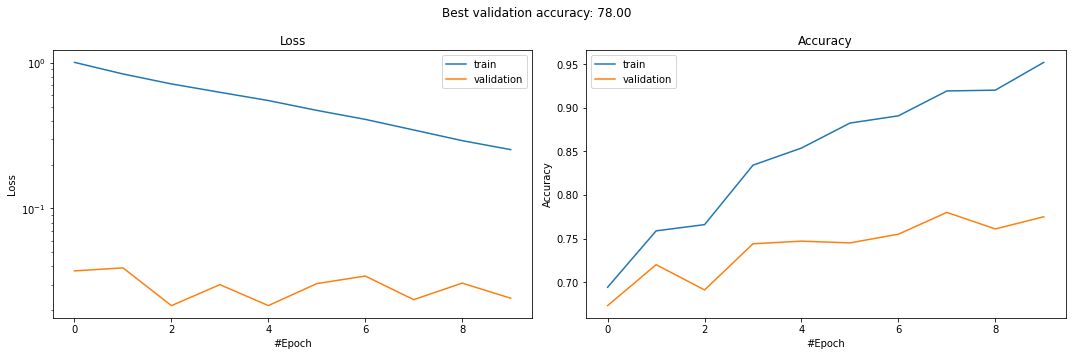 Best validation accuracy: 78.00
Loss
train
validation
10⁰
10⁻¹
Loss
0 2 4 6 8
#Epoch
Accuracy
train
validation
0.95
0.90
0.85
0.80
0.75
0.70
Accuracy
0 2 4 6 8
#Epoch